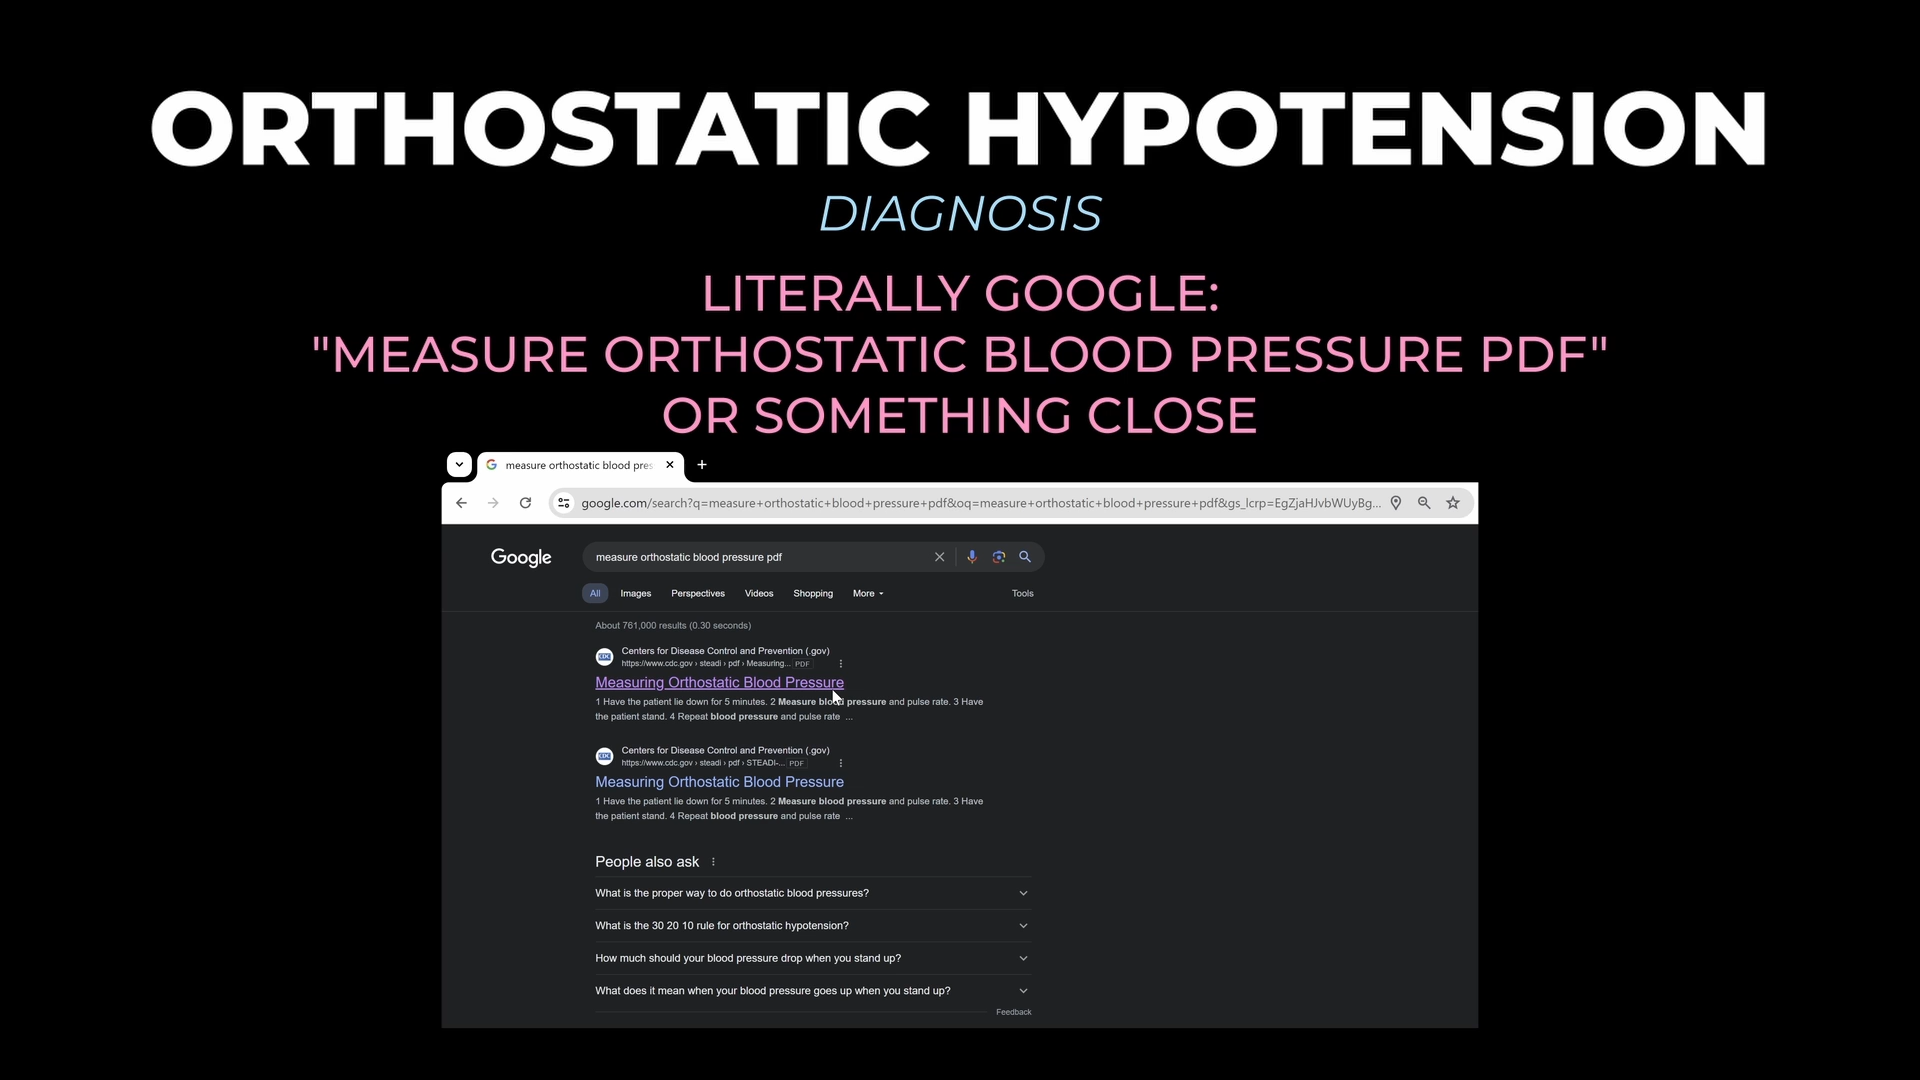 ORTHOSTATIC HYPOTENSION
DIAGNOSIS
LITERALLY GOOGLE:
"MEASURE ORTHOSTATIC BLOOD PRESSURE PDF"
OR SOMETHING CLOSE
measure orthostatic blood pres
google.com/search?q=measure+orthostatic+blood+pressure+pdf&oq=measure+orthostatic+blood+pressure+pdf&gs_lcrp=EgZjaHJvbWUyBg...
Google
measure orthostatic blood pressure pdf
All Images Perspectives Videos Shopping More Tools
About 761,000 results (0.30 seconds)
CDC
Centers for Disease Control and Prevention (.gov)
https://www.cdc.gov › steadi › pdf › Measuring... PDF
Measuring Orthostatic Blood Pressure
1 Have the patient lie down for 5 minutes. 2 Measure blood pressure and pulse rate. 3 Have
the patient stand. 4 Repeat blood pressure and pulse rate ...
CDC
Centers for Disease Control and Prevention (.gov)
https://www.cdc.gov › steadi › pdf › STEADI-... PDF
Measuring Orthostatic Blood Pressure
1 Have the patient lie down for 5 minutes. 2 Measure blood pressure and pulse rate. 3 Have
the patient stand. 4 Repeat blood pressure and pulse rate ...
People also ask
What is the proper way to do orthostatic blood pressures?
What is the 30 20 10 rule for orthostatic hypotension?
How much should your blood pressure drop when you stand up?
What does it mean when your blood pressure goes up when you stand up?
Feedback